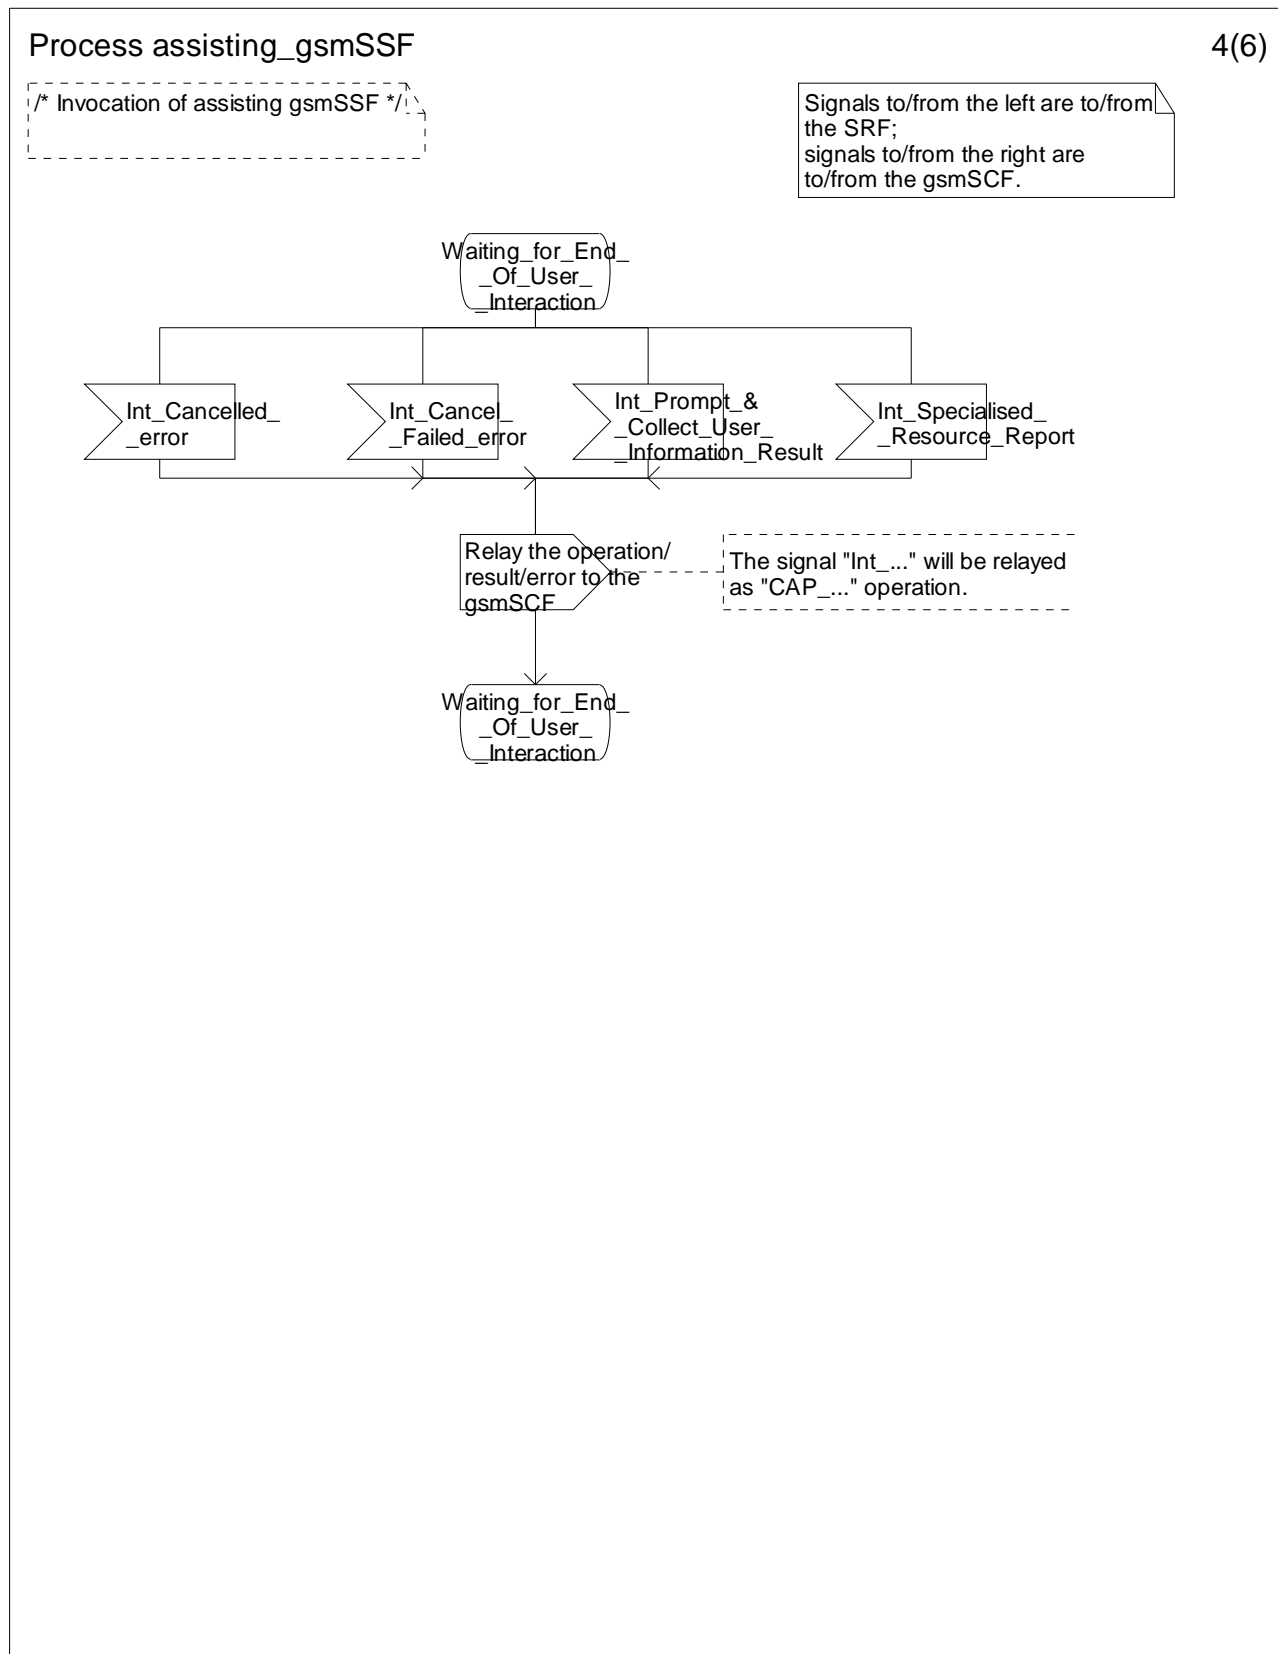 Process assisting_gsmSSF
4(6)
/* Invocation of assisting gsmSSF */
Signals to/from the left are to/from
the SRF;
signals to/from the right are
to/from the gsmSCF.
Waiting_for_End_
_Of_User_
_Interaction
Int_Cancelled_
_error
Int_Cancel_
_Failed_error
Int_Prompt_&
_Collect_User_
_Information_Result
Int_Specialised_
_Resource_Report
Relay the operation/
result/error to the
gsmSCF
The signal "Int_..." will be relayed
as "CAP_..." operation.
Waiting_for_End_
_Of_User_
_Interaction